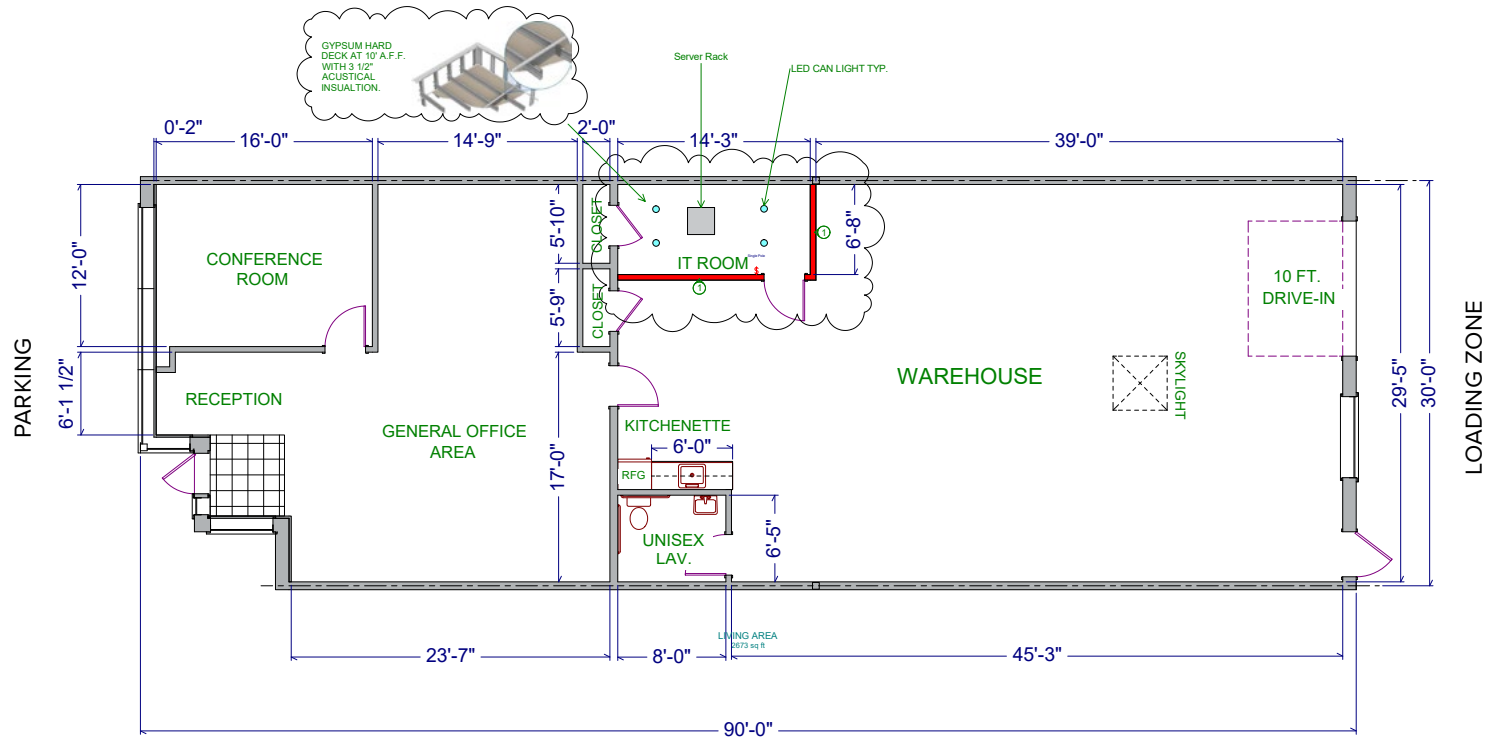 GYPSUM HARD
DECK AT 10' A.F.F.
WITH 3 1/2"
ACUSTICAL
INSUALTION.
Server Rack
LED CAN LIGHT TYP.
0'-2"
16'-0"
14'-9"
2'-0"
14'-3"
39'-0"
12'-0"
6'-1 1/2"
CONFERENCE
ROOM
5'-10"
CLOSET
5'-9"
CLOSET
IT ROOM
Single Pole
$
1
1
6'-8"
10 FT.
DRIVE-IN
WAREHOUSE
SKYLIGHT
29'-5"
30'-0"
PARKING
LOADING ZONE
RECEPTION
GENERAL OFFICE
AREA
17'-0"
KITCHENETTE
6'-0"
RFG
UNISEX
LAV.
6'-5"
LIVING AREA
2673 sq ft
23'-7"
8'-0"
45'-3"
90'-0"